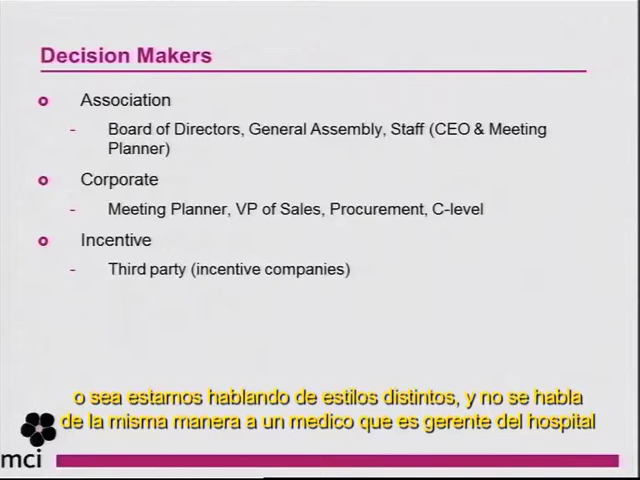 Decision Makers
Association
- Board of Directors, General Assembly, Staff (CEO & Meeting
Planner)
Corporate
- Meeting Planner, VP of Sales, Procurement, C-level
Incentive
- Third party (incentive companies)
o sea estamos hablando de estilos distintos, y no se habla
de la misma manera a un medico que es gerente del hospital
mci